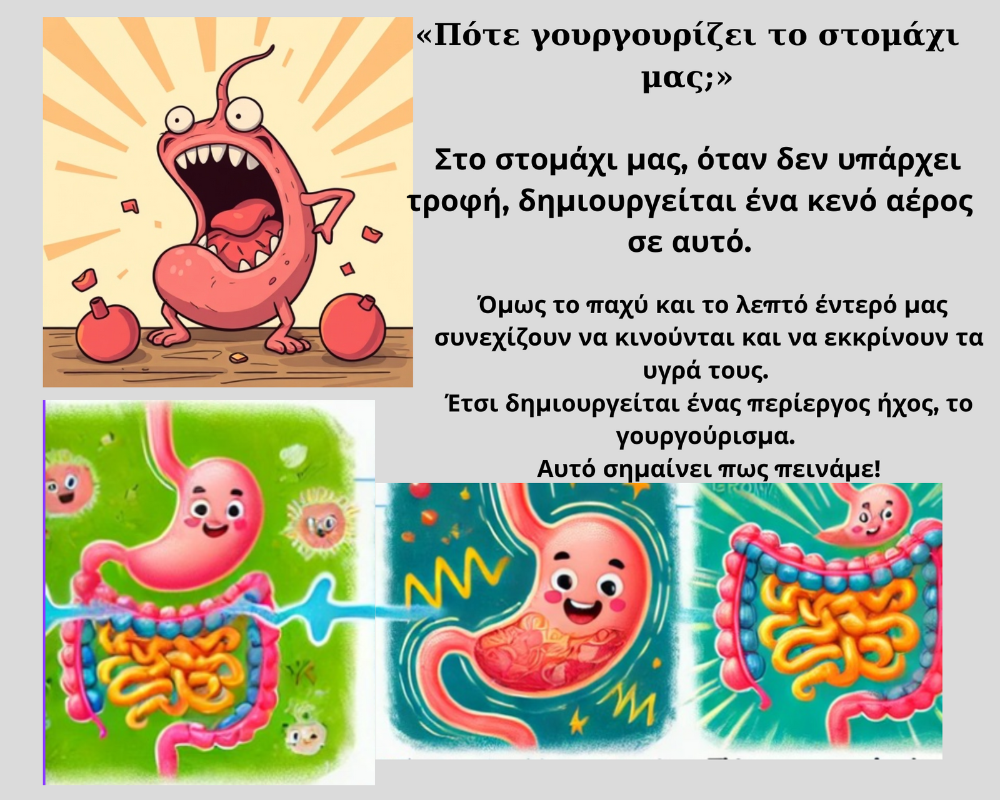 «Πότε γουργουρίζει το στομάχι
μας;»
Στο στομάχι μας, όταν δεν υπάρχει
τροφή, δημιουργείται ένα κενό αέρος
σε αυτό.
Όμως το παχύ και το λεπτό έντερό μας
συνεχίζουν να κινούνται και να εκκρίνουν τα
υγρά τους.
Έτσι δημιουργείται ένας περίεργος ήχος, το
γουργούρισμα.
Αυτό σημαίνει πως πεινάμε!